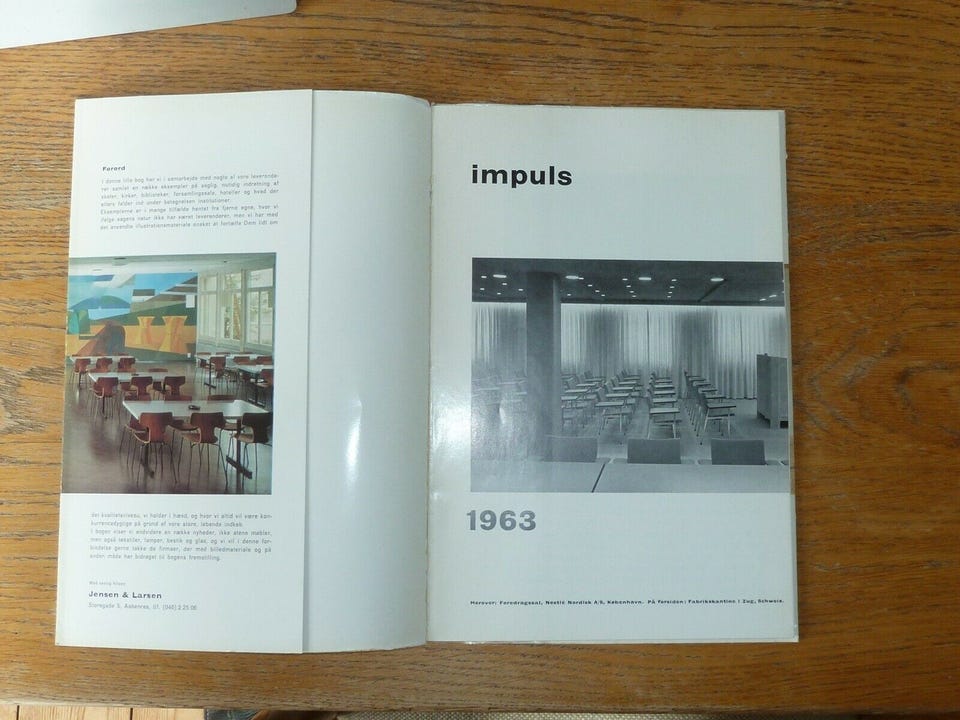 Forord
I denne lille bog har vi i samarbejde med nogle af vore leverandø-
rer samlet en række eksempler på saglig, nutidig indretning af
skoler, kirker, biblioteker, forsamlingssale, hoteller og hvad der
ellers falder ind under betegnelsen institutioner.
Eksemplerne er i mange tilfælde hentet fra fjerne egne, hvor vi
ifølge sagens natur ikke har været leverandører, men vi har med
det anvendte illustrationsmateriale ønsket at fortælle Dem lidt om
det kvalitetsniveau, vi holder i hævd, og hvor vi altid vil være kon-
kurrencedygtige på grund af vore store, løbende indkøb.
I bogen viser vi endvidere en række nyheder, ikke alene møbler,
men også tekstiler, lamper, bestik og glas, og vi vil i denne for-
bindelse gerne takke de firmaer, der med billedmateriale og på
anden måde har bidraget til bogens fremstilling.
Med venlig hilsen
Jensen & Larsen
Storegade 5, Aabenraa, tlf. (046) 2 25 06
impuls
1963
Herover: Foredragssal, Nestlé Nordisk A/S, København. På forsiden: Fabrikskantine i Zug, Schweiz.